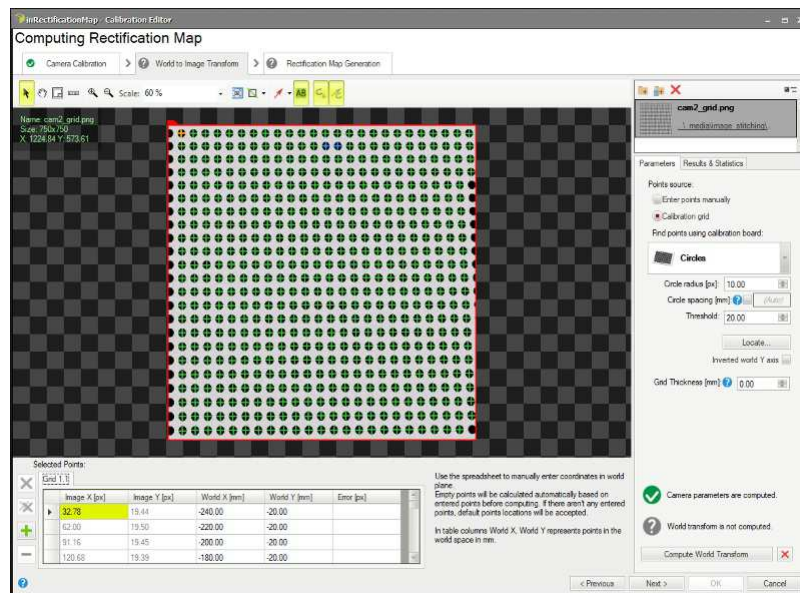 inRectificationMap - Calibration Editor
Computing Rectification Map
Camera Calibration > World to Image Transform > Rectification Map Generation
Scale: 60 %
AB
Name: cam2_grid.png
Size: 750x750
X: 1224.84 Y: 573.61
cam2_grid.png
..\..media\image_stitching\
Parameters Results & Statistics
Points source:
Enter points manually
Calibration grid
Find points using calibration board:
Circles
Circle radius [px]: 10.00
Circle spacing [mm]: (Auto)
Threshold: 20.00
Locate...
Inverted world Y axis
Grid Thickness [mm] 0.00
Selected Points:
Grid 1.1
Image X [px] Image Y [px] World X [mm] World Y [mm] Error [px]
32.78 19.44 -240.00 -20.00
62.00 19.50 -220.00 -20.00
91.16 19.45 -200.00 -20.00
120.68 19.39 -180.00 -20.00
Use the spreadsheet to manually enter coordinates in world
plane.
Empty points will be calculated automatically based on
entered points before computing. If there aren't any entered
points, default points locations will be accepted.
In table columns World X, World Y represents points in the
world space in mm.
Camera parameters are computed.
World transform is not computed.
Compute World Transform
< Previous Next > OK Cancel